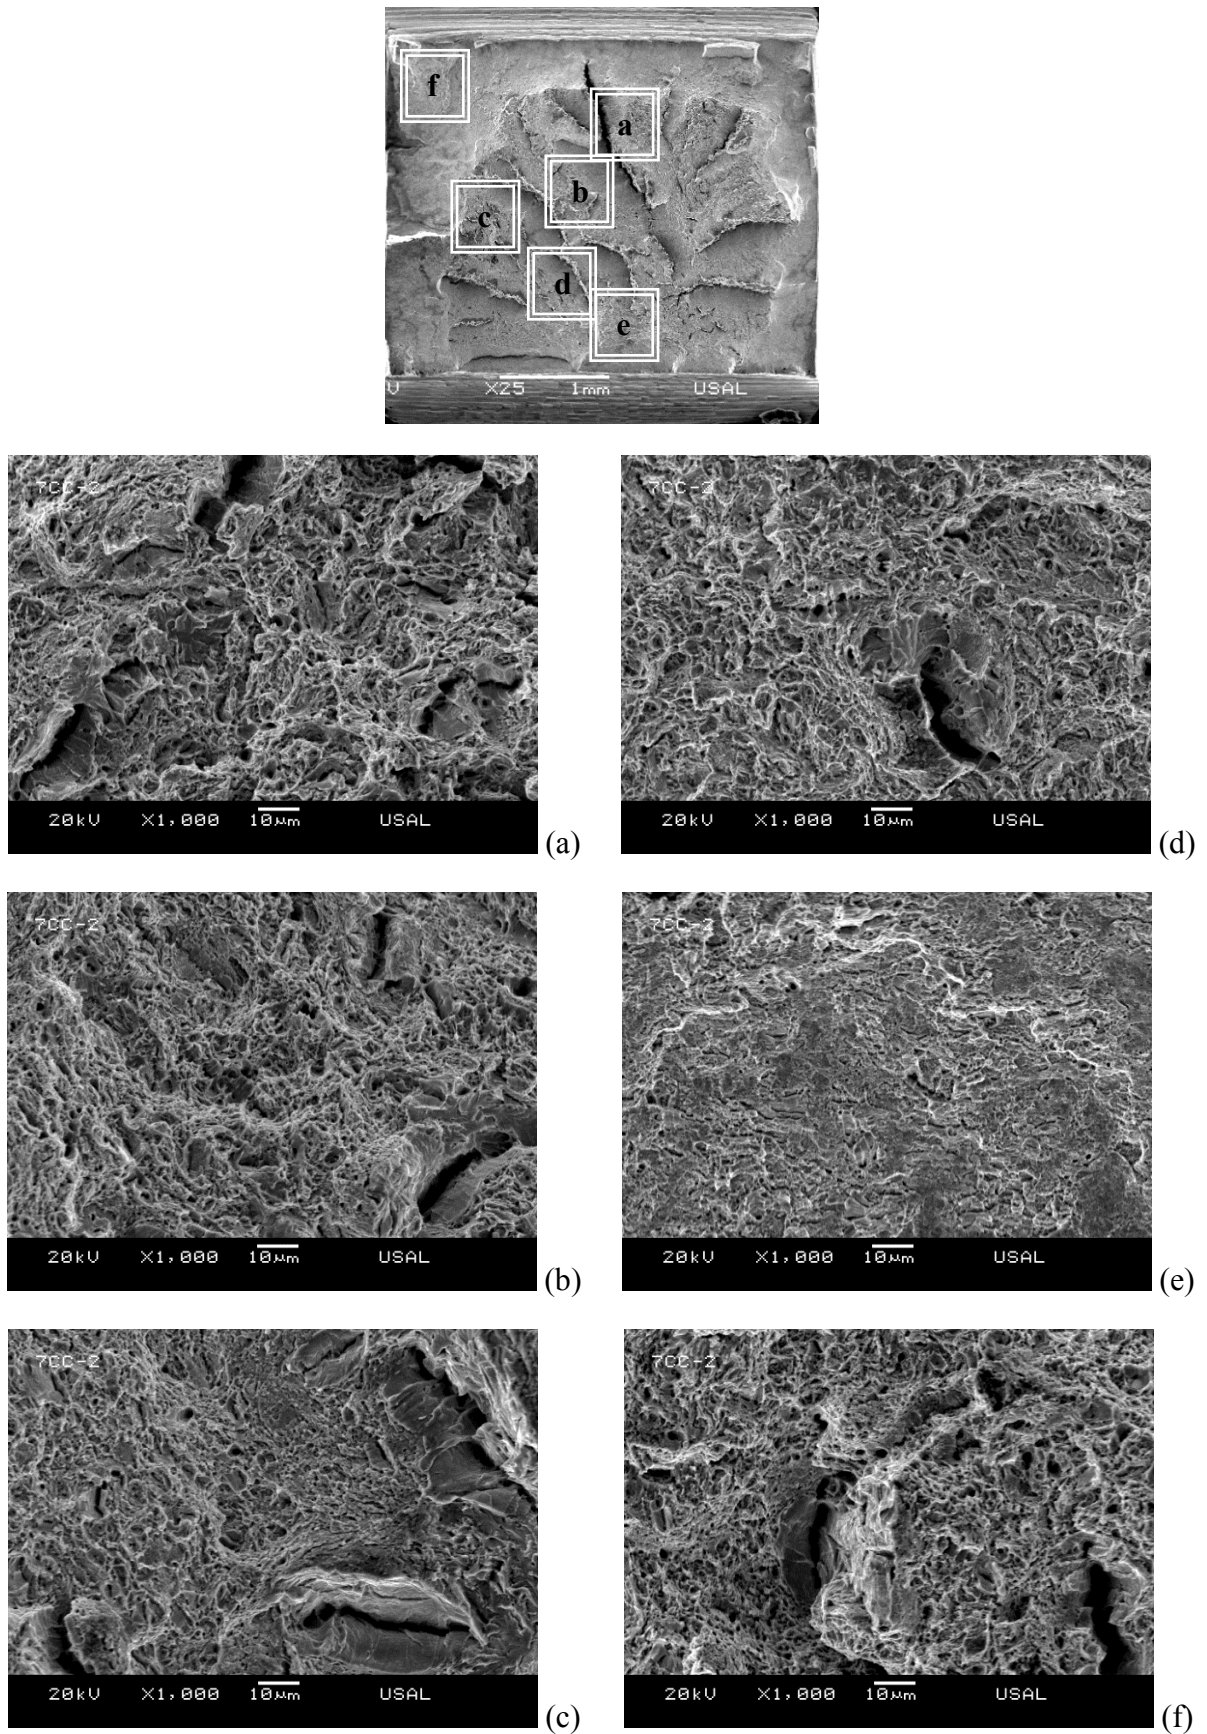 f
a
b
c
d
e
V X25 1mm USAL
7CC-2
20kV X1,000 10μm USAL
(a)
7CC-2
20kV X1,000 10μm USAL
(d)
7CC-2
20kV X1,000 10μm USAL
(b)
7CC-2
20kV X1,000 10μm USAL
(e)
7CC-2
20kV X1,000 10μm USAL
(c)
7CC-2
20kV X1,000 10μm USAL
(f)